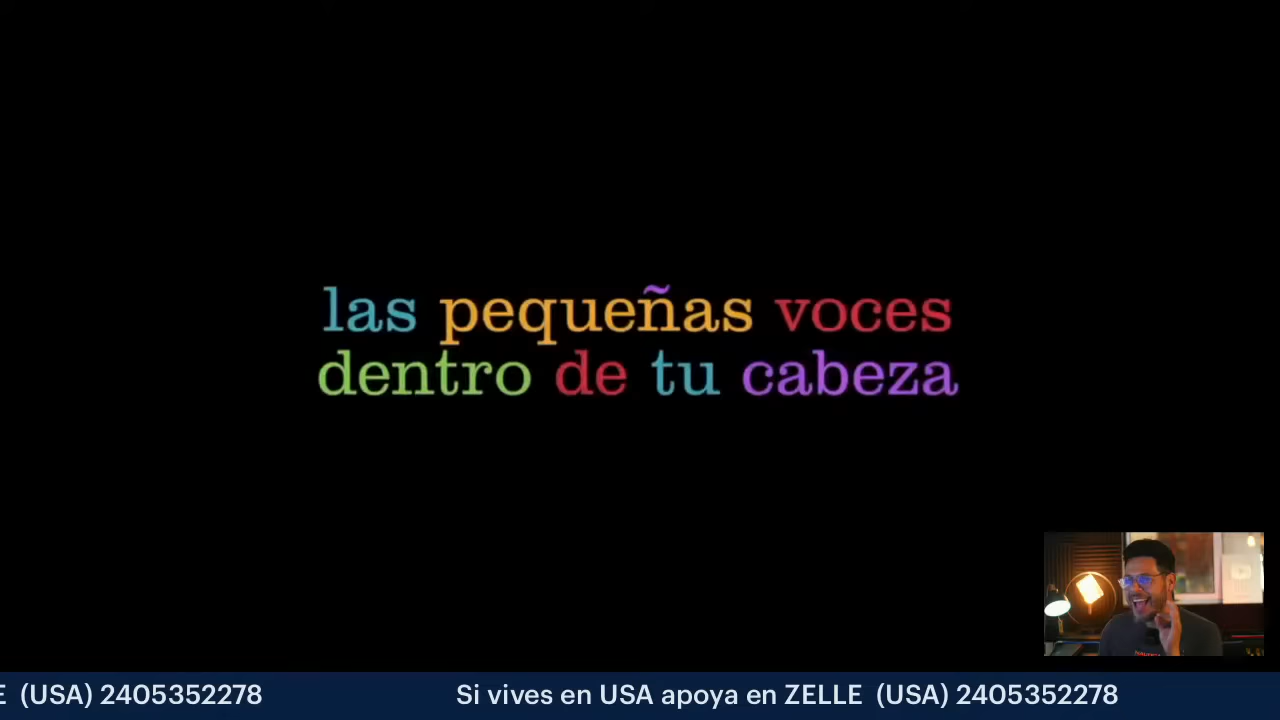 las pequeñas voces
dentro de tu cabeza
E (USA) 2405352278 Si vives en USA apoya en ZELLE (USA) 2405352278